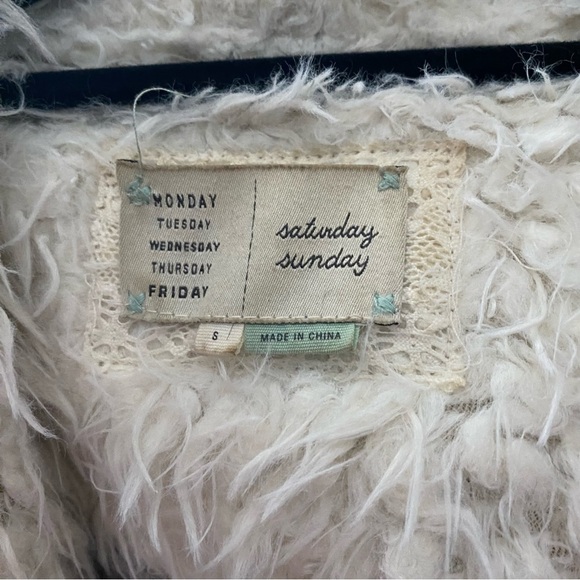 MONDAY
TUESDAY
WEDNESDAY
THURSDAY
FRIDAY
saturday
sunday
S
MADE IN CHINA